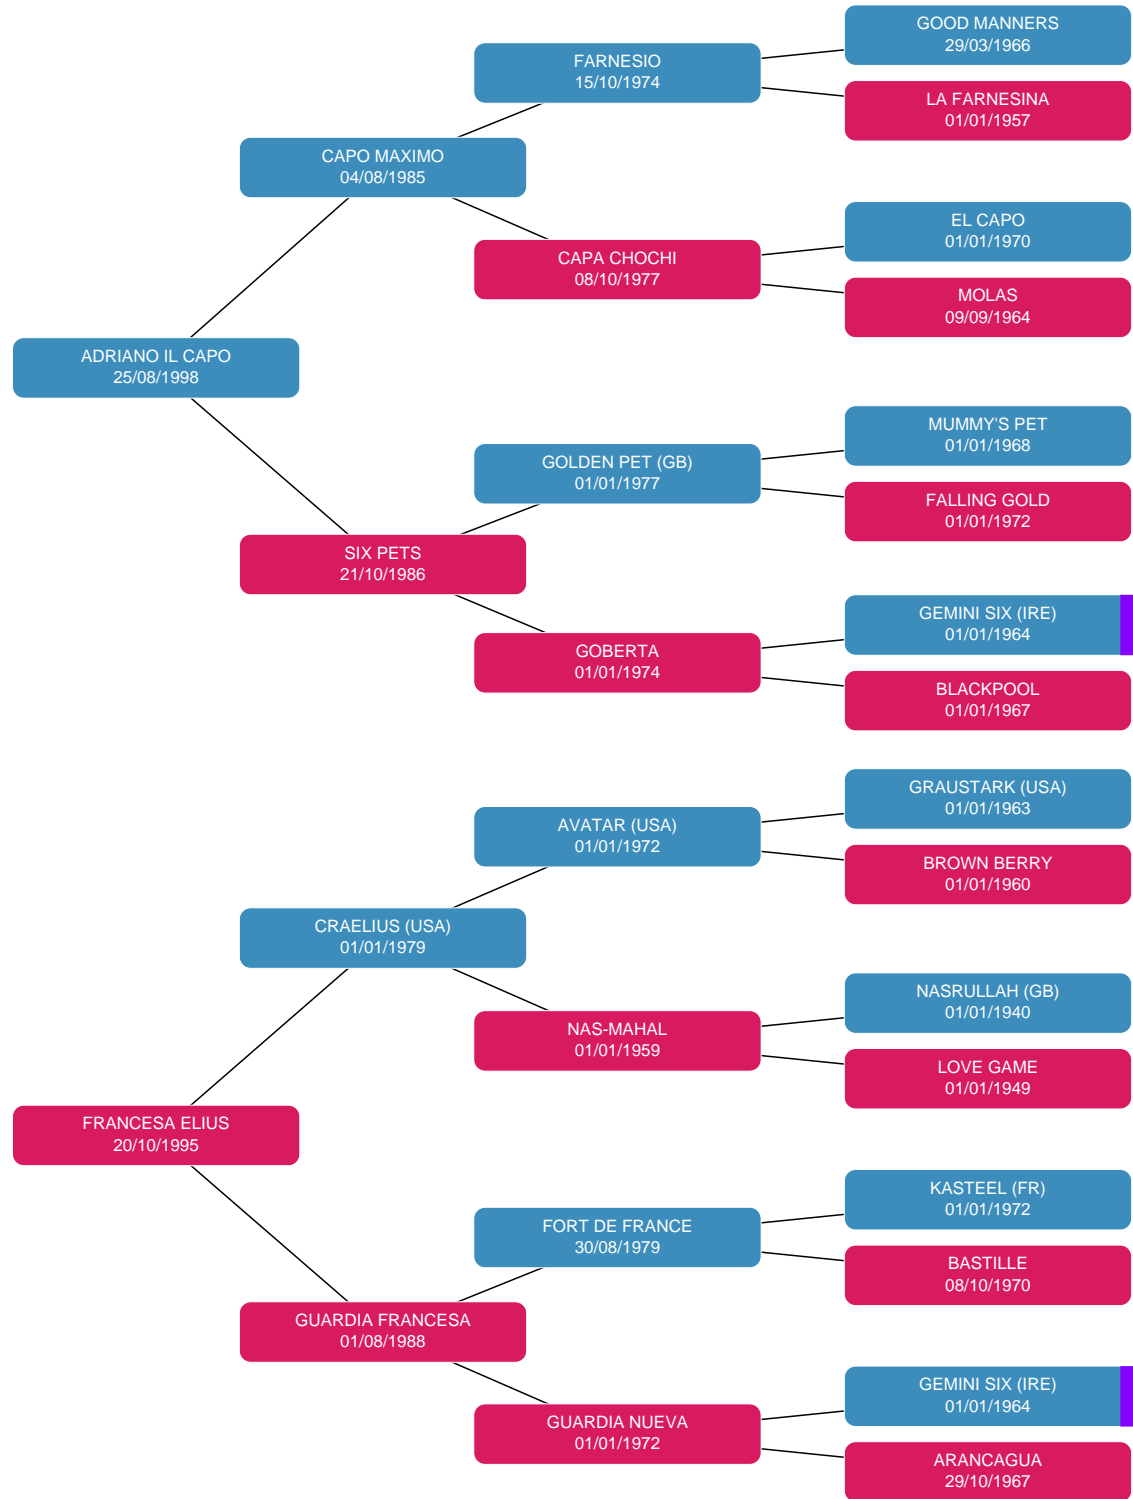 GOOD MANNERS
29/03/1966
FARNESIO
15/10/1974
LA FARNESINA
01/01/1957
CAPO MAXIMO
04/08/1985
EL CAPO
01/01/1970
CAPA CHOCHI
08/10/1977
MOLAS
09/09/1964
ADRIANO IL CAPO
25/08/1998
MUMMY'S PET
01/01/1968
GOLDEN PET (GB)
01/01/1977
FALLING GOLD
01/01/1972
SIX PETS
21/10/1986
GEMINI SIX (IRE)
01/01/1964
GOBERTA
01/01/1974
BLACKPOOL
01/01/1967
GRAUSTARK (USA)
01/01/1963
AVATAR (USA)
01/01/1972
BROWN BERRY
01/01/1960
CRAELIUS (USA)
01/01/1979
NASRULLAH (GB)
01/01/1940
NAS-MAHAL
01/01/1959
LOVE GAME
01/01/1949
FRANCESA ELIUS
20/10/1995
KASTEEL (FR)
01/01/1972
FORT DE FRANCE
30/08/1979
BASTILLE
08/10/1970
GUARDIA FRANCESA
01/08/1988
GEMINI SIX (IRE)
01/01/1964
GUARDIA NUEVA
01/01/1972
ARANCAGUA
29/10/1967